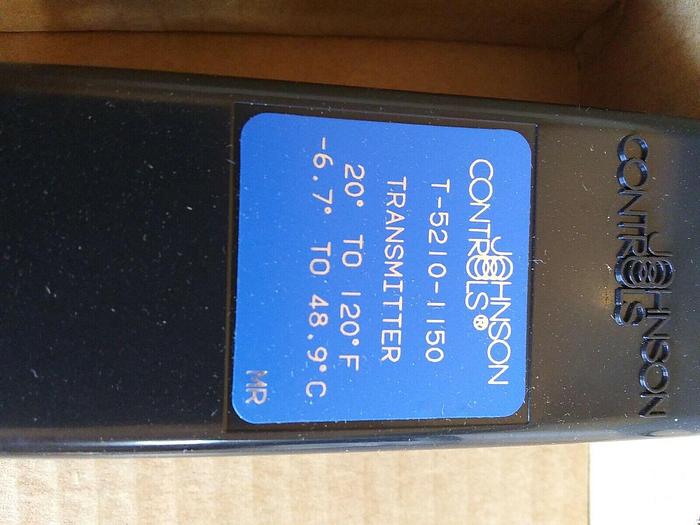 JOHNSON
CONTROLS
JOHNSON
CONTROLS®
T-5210-1150
TRANSMITTER
20° TO 120°F
-6.7° TO 48.9°C
MR